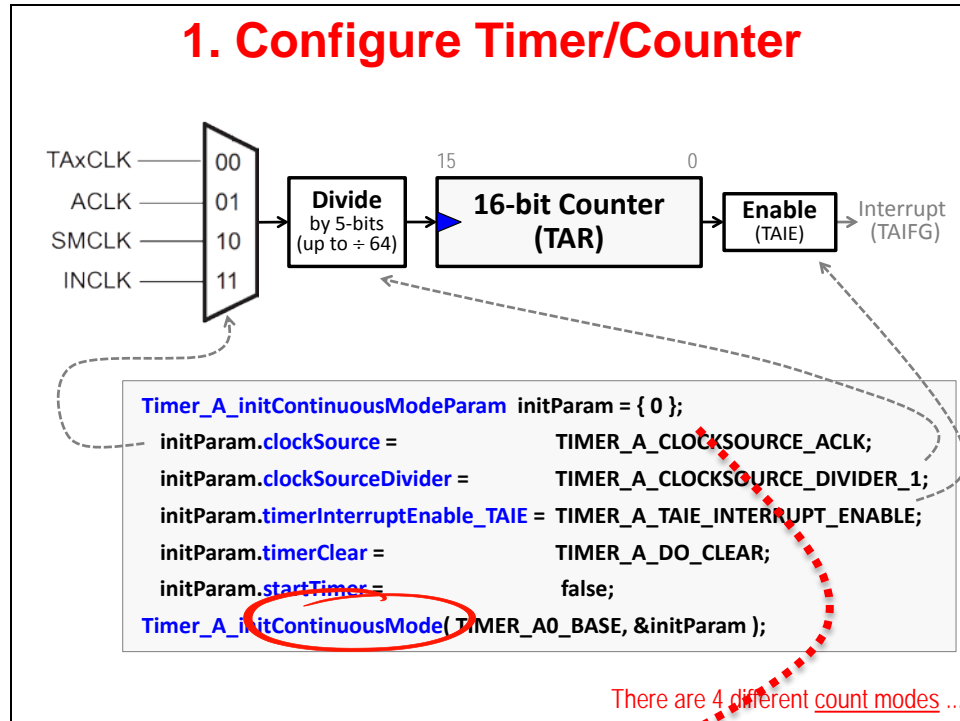 1. Configure Timer/Counter
TAxCLK
ACLK
SMCLK
INCLK
00
01
10
11
Divide
by 5-bits
(up to ÷ 64)
15
0
16-bit Counter
(TAR)
Enable
(TAIE)
Interrupt
(TAIFG)
Timer_A_initContinuousModeParam initParam = { 0 };
initParam.clockSource = TIMER_A_CLOCKSOURCE_ACLK;
initParam.clockSourceDivider = TIMER_A_CLOCKSOURCE_DIVIDER_1;
initParam.timerInterruptEnable_TAIE = TIMER_A_TAIE_INTERRUPT_ENABLE;
initParam.timerClear = TIMER_A_DO_CLEAR;
initParam.startTimer = false;
Timer_A_initContinuousMode( TIMER_A0_BASE, &initParam );
There are 4 different count modes ...